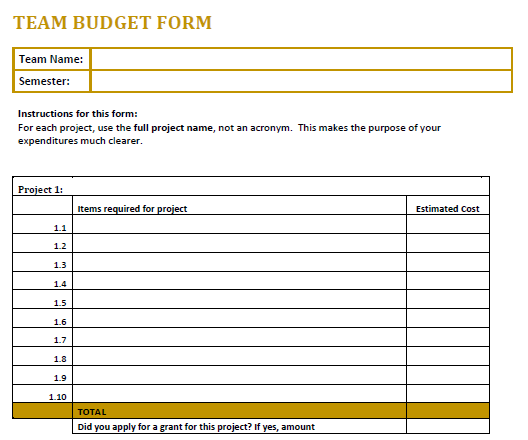 TEAM BUDGET FORM
Team Name:
Semester:
Instructions for this form:
For each project, use the full project name, not an acronym. This makes the purpose of your
expenditures much clearer.
Project 1:
Items required for project Estimated Cost
1.1
1.2
1.3
1.4
1.5
1.6
1.7
1.8
1.9
1.10
TOTAL
Did you apply for a grant for this project? If yes, amount